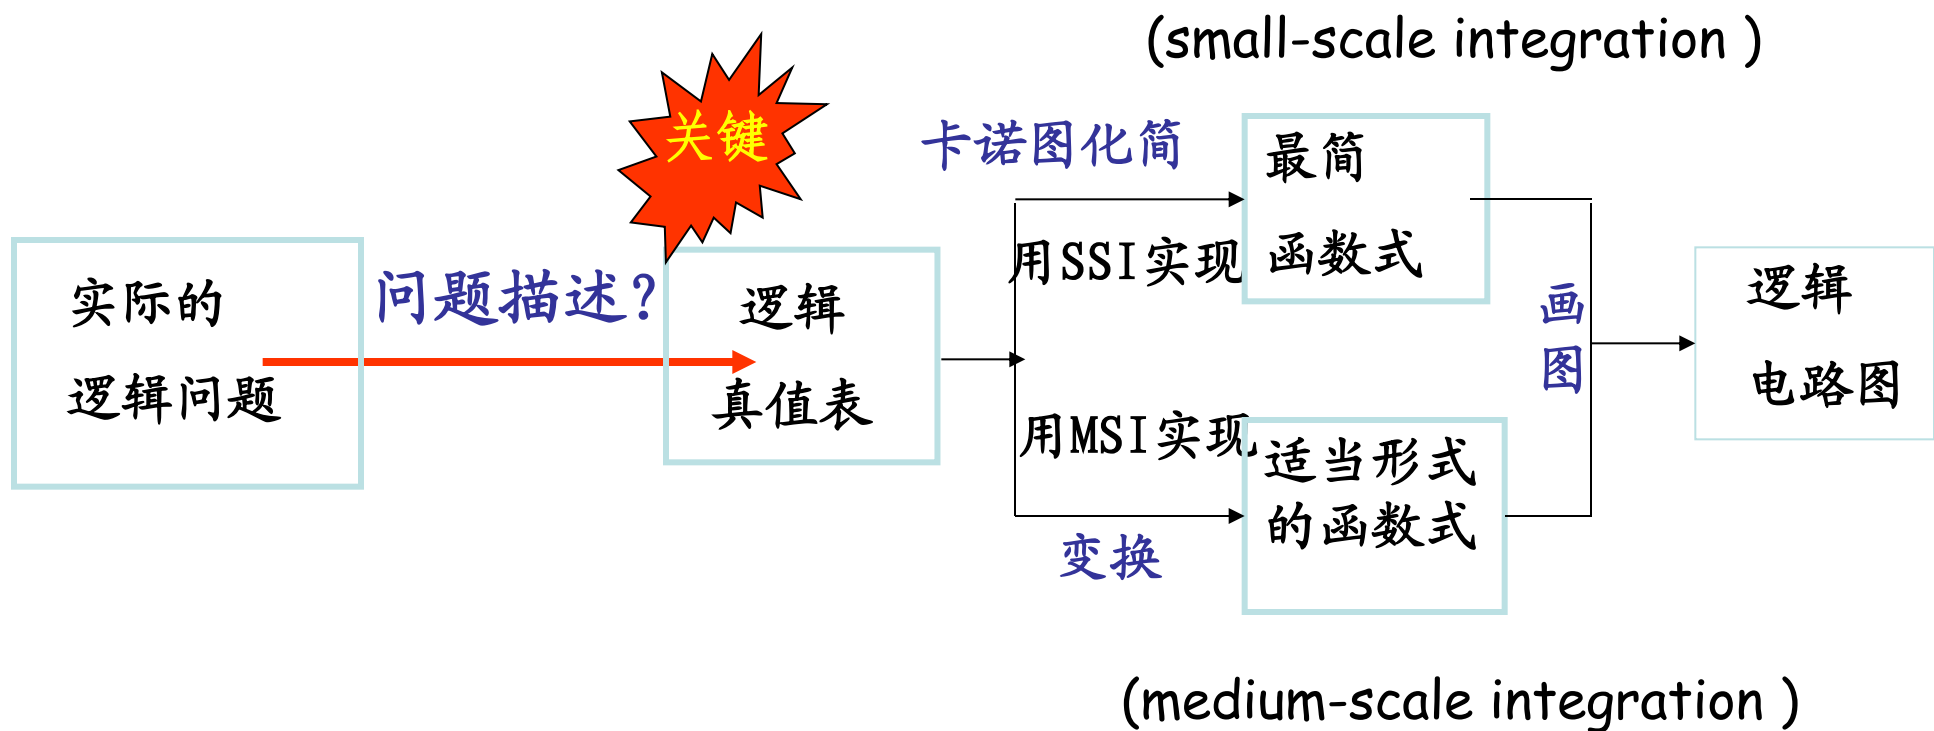 (small-scale integration )
关键
卡诺图化简
最简
函数式
用SSI实现
实际的
逻辑问题
问题描述?
逻辑
真值表
画
图
逻辑
电路图
用MSI实现
适当形式
的函数式
变换
(medium-scale integration )